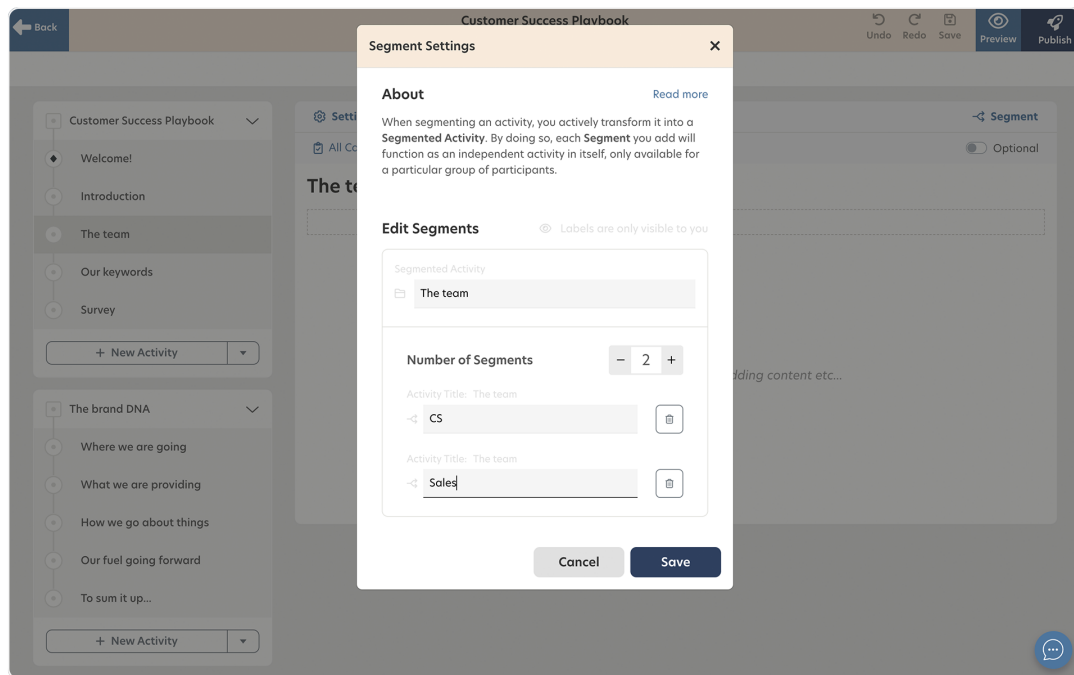 Back
Customer Success Playbook
Undo
Redo
Save
Preview
Publish
Segment Settings
About
Read more
When segmenting an activity, you actively transform it into a
Segmented Activity. By doing so, each Segment you add will
function as an independent activity in itself, only available for
a particular group of participants.
Edit Segments
Labels are only visible to you
Segmented Activity
The team
Number of Segments
2
Activity Title: The team
CS
Activity Title: The team
Sales
Cancel
Save
Customer Success Playbook
Welcome!
Introduction
The team
Our keywords
Survey
+ New Activity
The brand DNA
Where we are going
What we are providing
How we go about things
Our fuel going forward
To sum it up...
+ New Activity
Segment
Optional
All
The
content etc...